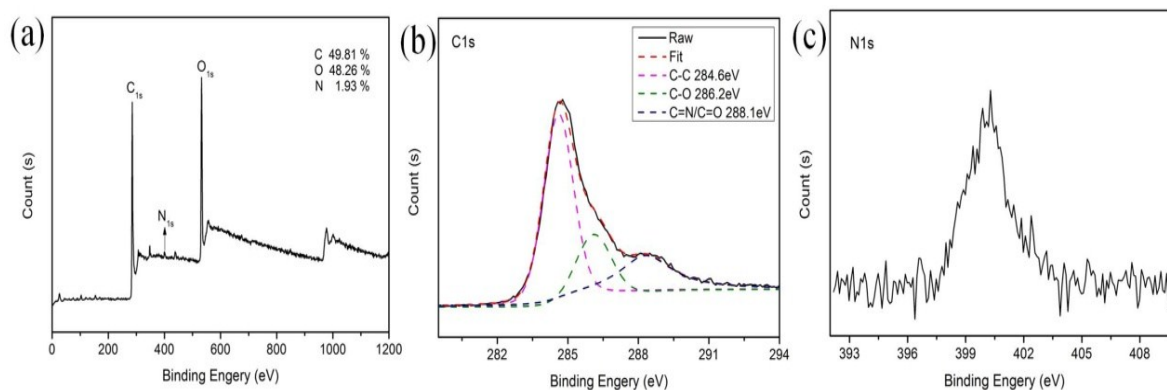 (a)
C 49.81 %
O 48.26 %
N 1.93 %
O1s
C1s
N1s
Count (s)
0 200 400 600 800 1000 1200
Binding Engery (eV)
(b)
C1s
Raw
Fit
C-C 284.6eV
C-O 286.2eV
C=N/C=O 288.1eV
Count (s)
282 285 288 291 294
Binding Engery (eV)
(c)
N1s
Count (s)
393 396 399 402 405 408
Binding Engery (eV)